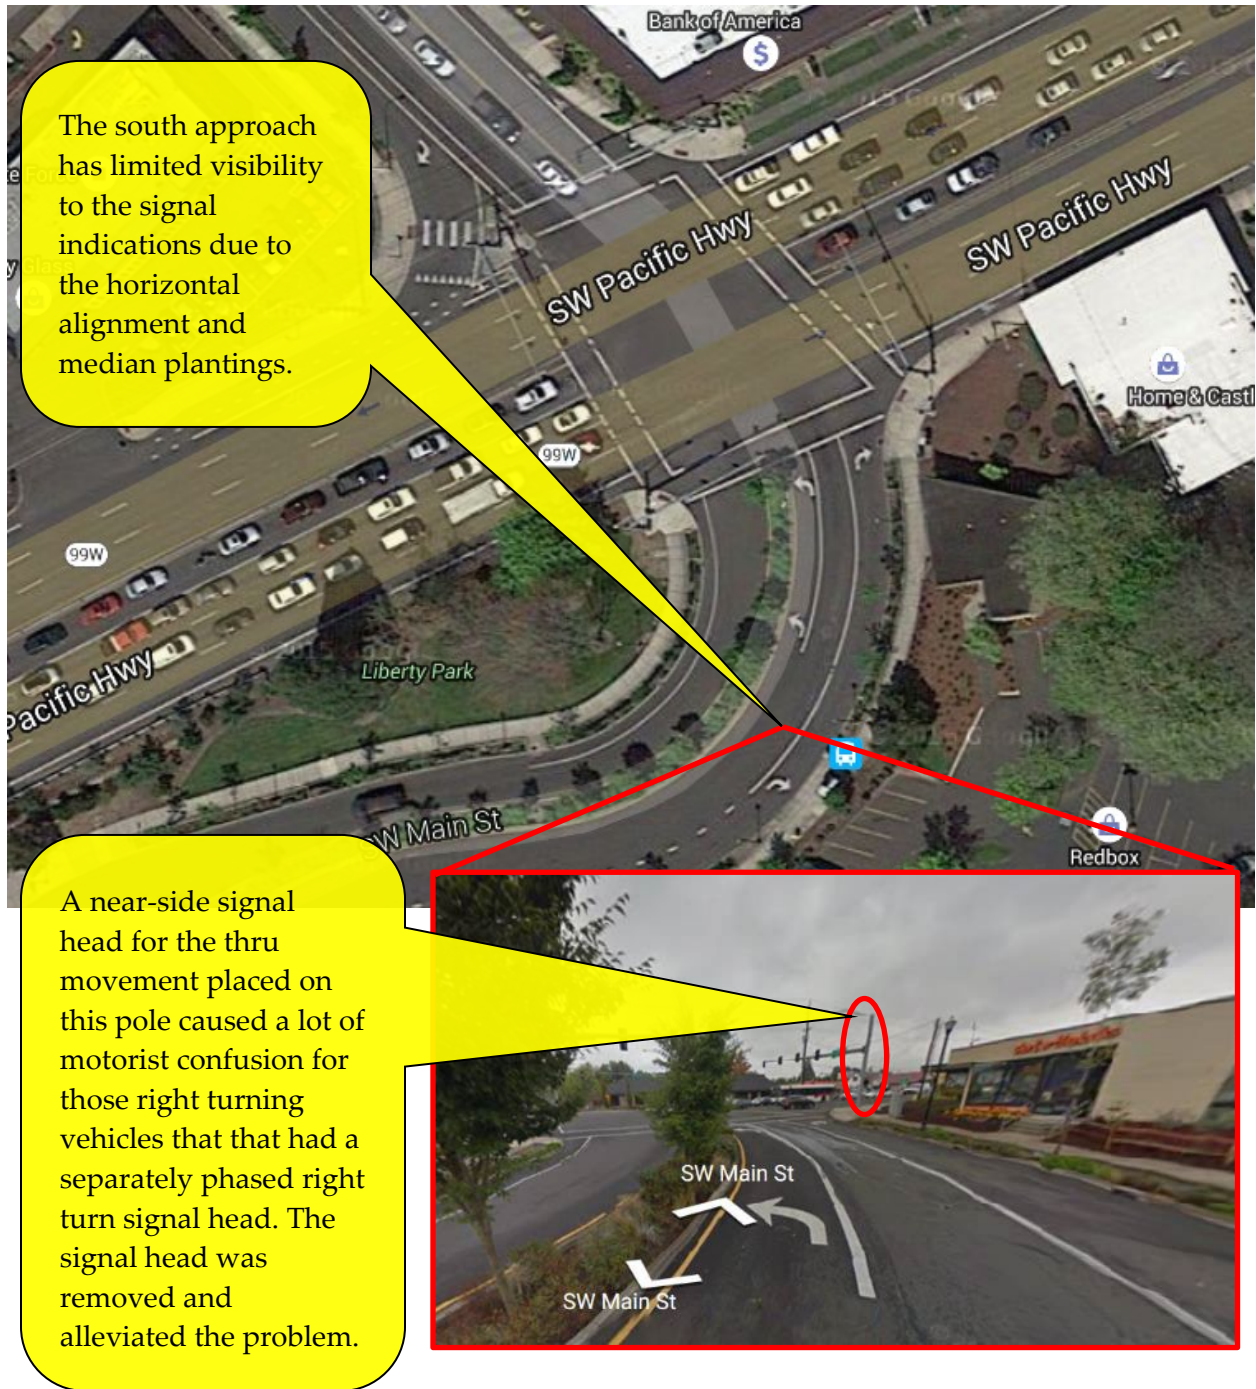 Bank of America
$
The south approach
has limited visibility
to the signal
indications due to
the horizontal
alignment and
median plantings.
SW Pacific Hwy
SW Pacific Hwy
Home & Castl
99W
99W
Liberty Park
Pacific Hwy
SW Main St
Redbox
A near-side signal
head for the thru
movement placed on
this pole caused a lot of
motorist confusion for
those right turning
vehicles that that had a
separately phased right
turn signal head. The
signal head was
removed and
alleviated the problem.
SW Main St
SW Main St